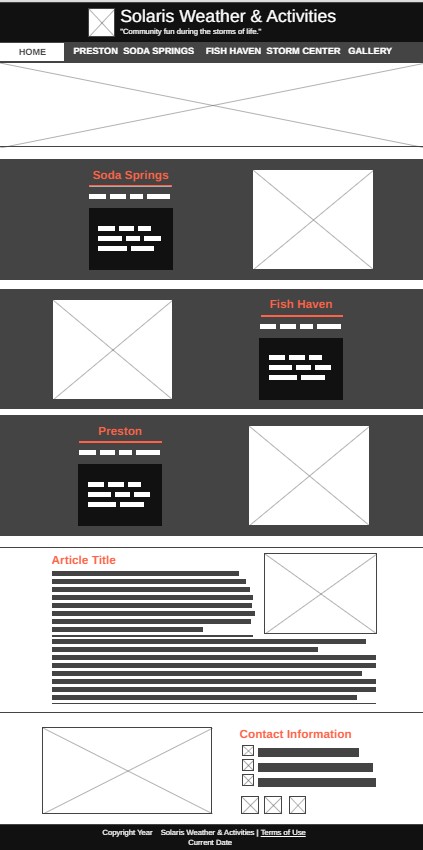 Solaris Weather & Activities
"Community fun during the storms of life."
HOME PRESTON SODA SPRINGS FISH HAVEN STORM CENTER GALLERY
Soda Springs
Fish Haven
Preston
Article Title
Contact Information
Copyright Year Solaris Weather & Activities | Terms of Use
Current Date